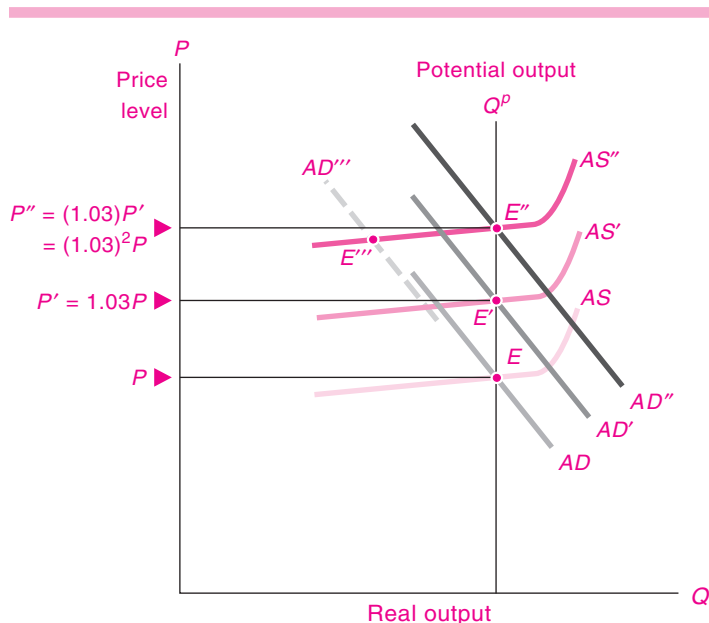 P
Price
level
Potential output
Qᵖ
AD‴
AS″
P″ = (1.03)P′
= (1.03)²P
E″
E‴
AS′
P′ = 1.03P
E′
AS
E
P
AD″
AD′
AD
Q
Real output